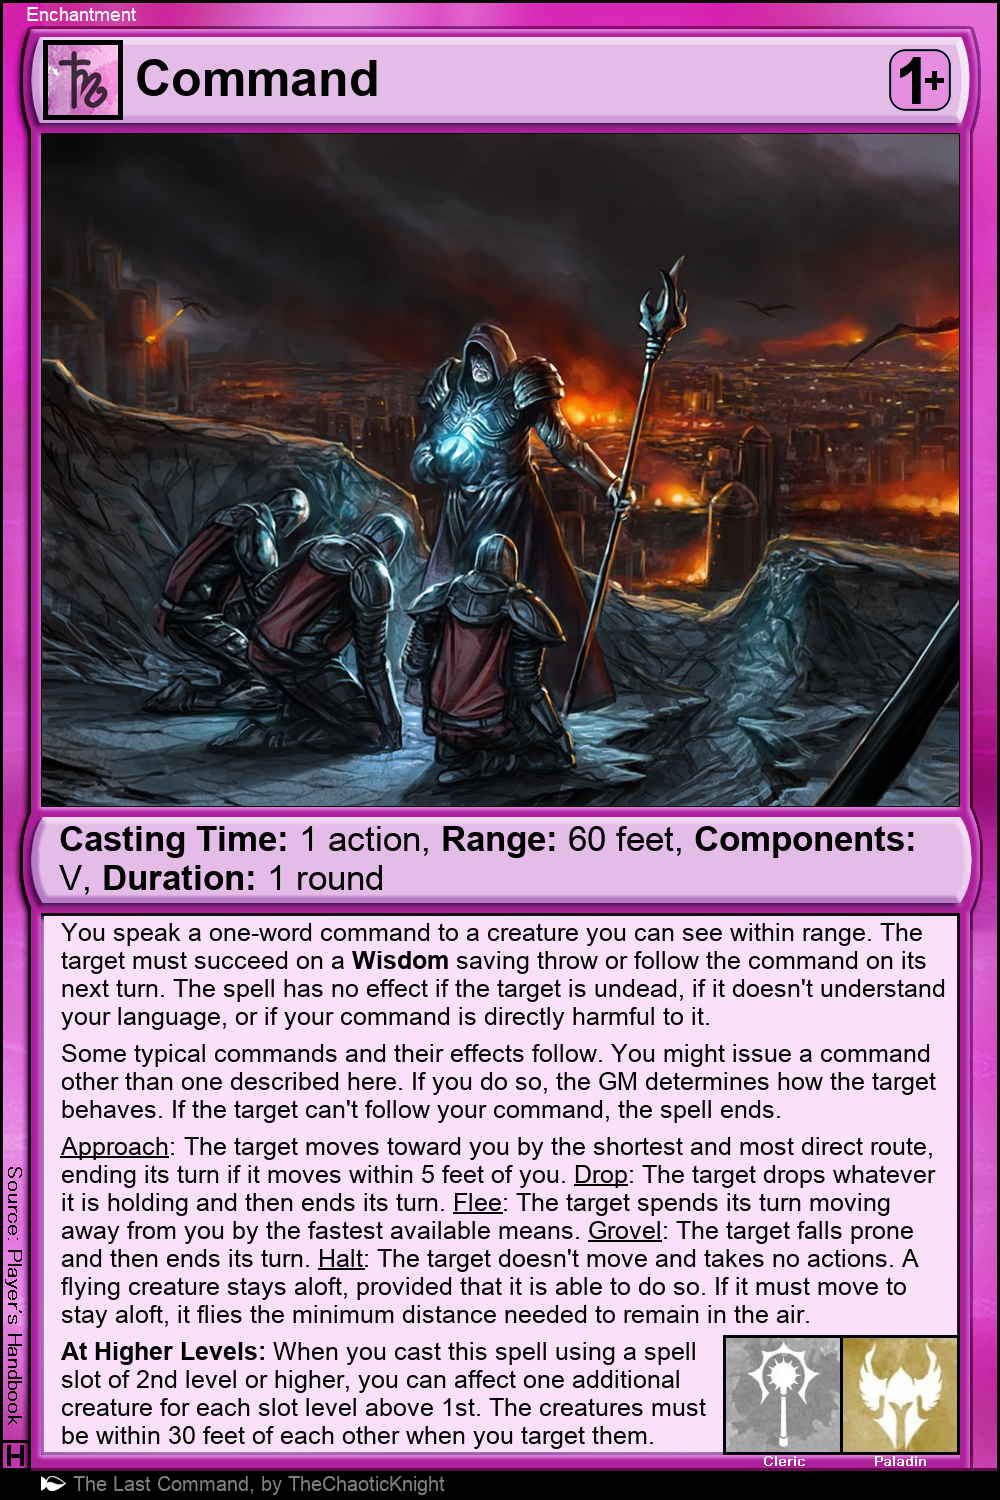 Enchantment
Command
1+
Casting Time: 1 action, Range: 60 feet, Components:
V, Duration: 1 round
You speak a one-word command to a creature you can see within range. The
target must succeed on a Wisdom saving throw or follow the command on its
next turn. The spell has no effect if the target is undead, if it doesn't understand
your language, or if your command is directly harmful to it.
Some typical commands and their effects follow. You might issue a command
other than one described here. If you do so, the GM determines how the target
behaves. If the target can't follow your command, the spell ends.
Approach: The target moves toward you by the shortest and most direct route,
ending its turn if it moves within 5 feet of you. Drop: The target drops whatever
it is holding and then ends its turn. Flee: The target spends its turn moving
away from you by the fastest available means. Grovel: The target falls prone
and then ends its turn. Halt: The target doesn't move and takes no actions. A
flying creature stays aloft, provided that it is able to do so. If it must move to
stay aloft, it flies the minimum distance needed to remain in the air.
At Higher Levels: When you cast this spell using a spell
slot of 2nd level or higher, you can affect one additional
creature for each slot level above 1st. The creatures must
be within 30 feet of each other when you target them.
Cleric
Paladin
Source: Player's Handbook
H
The Last Command, by TheChaoticKnight